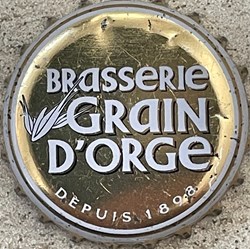 BRASSERIE
GRAIN
D'ORGE
DEPUIS 1898